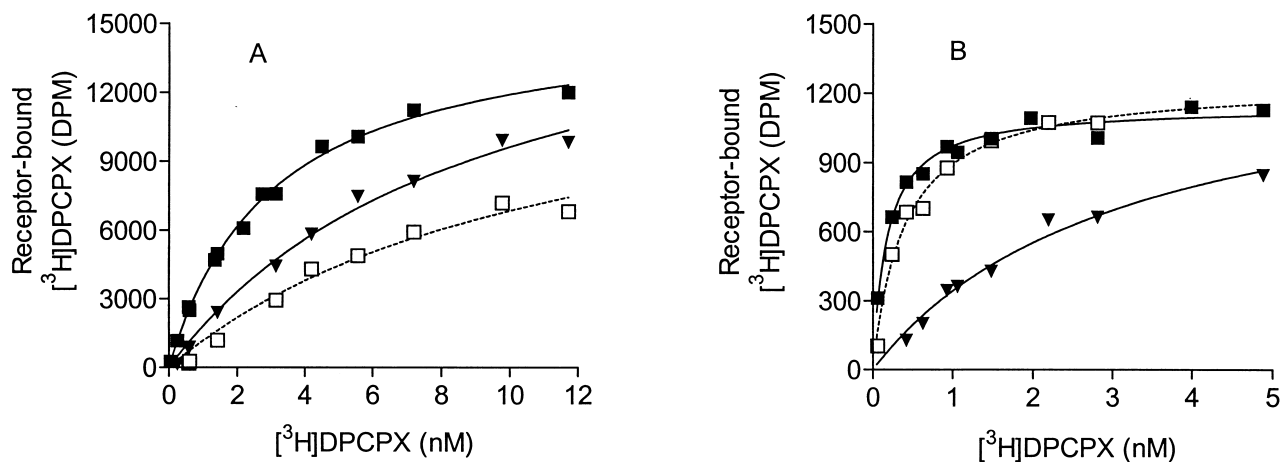 A
Receptor-bound
[³H]DPCPX (DPM)
15000
12000
9000
6000
3000
0
0 2 4 6 8 10 12
[³H]DPCPX (nM)
B
Receptor-bound
[³H]DPCPX (DPM)
1500
1200
900
600
300
0
0 1 2 3 4 5
[³H]DPCPX (nM)